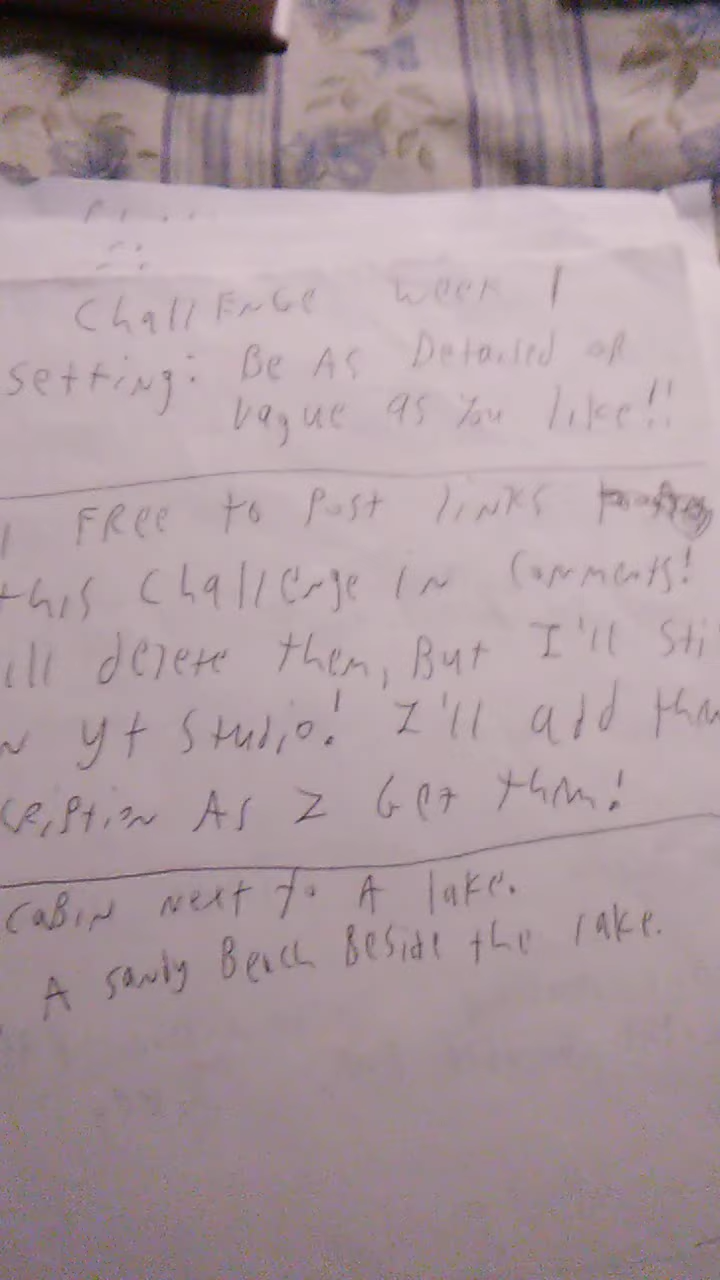 Challenge week 1
Setting: Be As Detailed or
vague as you like!!
FREE to Post links
this challenge in comments!
delete them, But I'll
yt studio! I'll add
As I Get them!
Cabin next to A lake.
A sandy Beach Beside the lake.